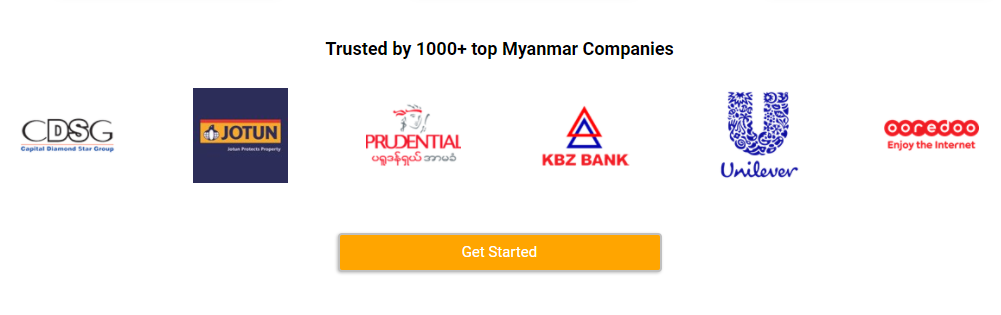 Trusted by 1000+ top Myanmar Companies
CDSG
Capital Diamond Star Group
JOTUN
Jotun Protects Property
PRUDENTIAL
ပရူဒန်ရှယ် အာမခံ
KBZ BANK
Unilever
ooredoo
Enjoy the Internet
Get Started